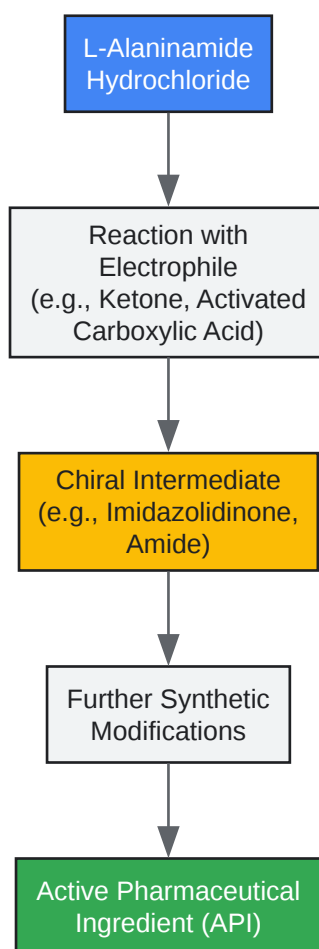 L-Alaninamide
Hydrochloride
Reaction with
Electrophile
(e.g., Ketone, Activated
Carboxylic Acid)
Chiral Intermediate
(e.g., Imidazolidinone,
Amide)
Further Synthetic
Modifications
Active Pharmaceutical
Ingredient (API)